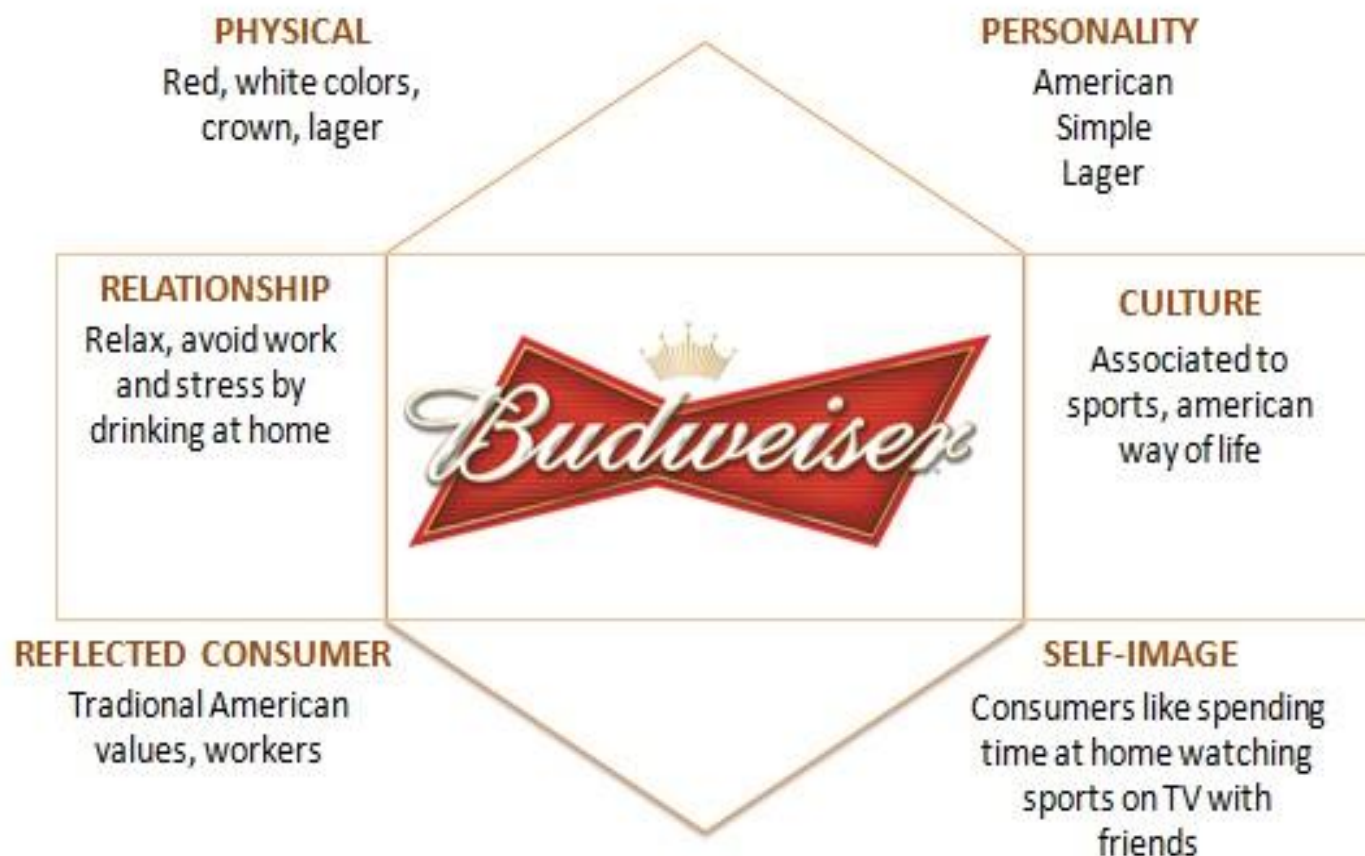 PHYSICAL
Red, white colors,
crown, lager
PERSONALITY
American
Simple
Lager
RELATIONSHIP
Relax, avoid work
and stress by
drinking at home
Budweiser
CULTURE
Associated to
sports, american
way of life
REFLECTED CONSUMER
Tradional American
values, workers
SELF-IMAGE
Consumers like spending
time at home watching
sports on TV with
friends